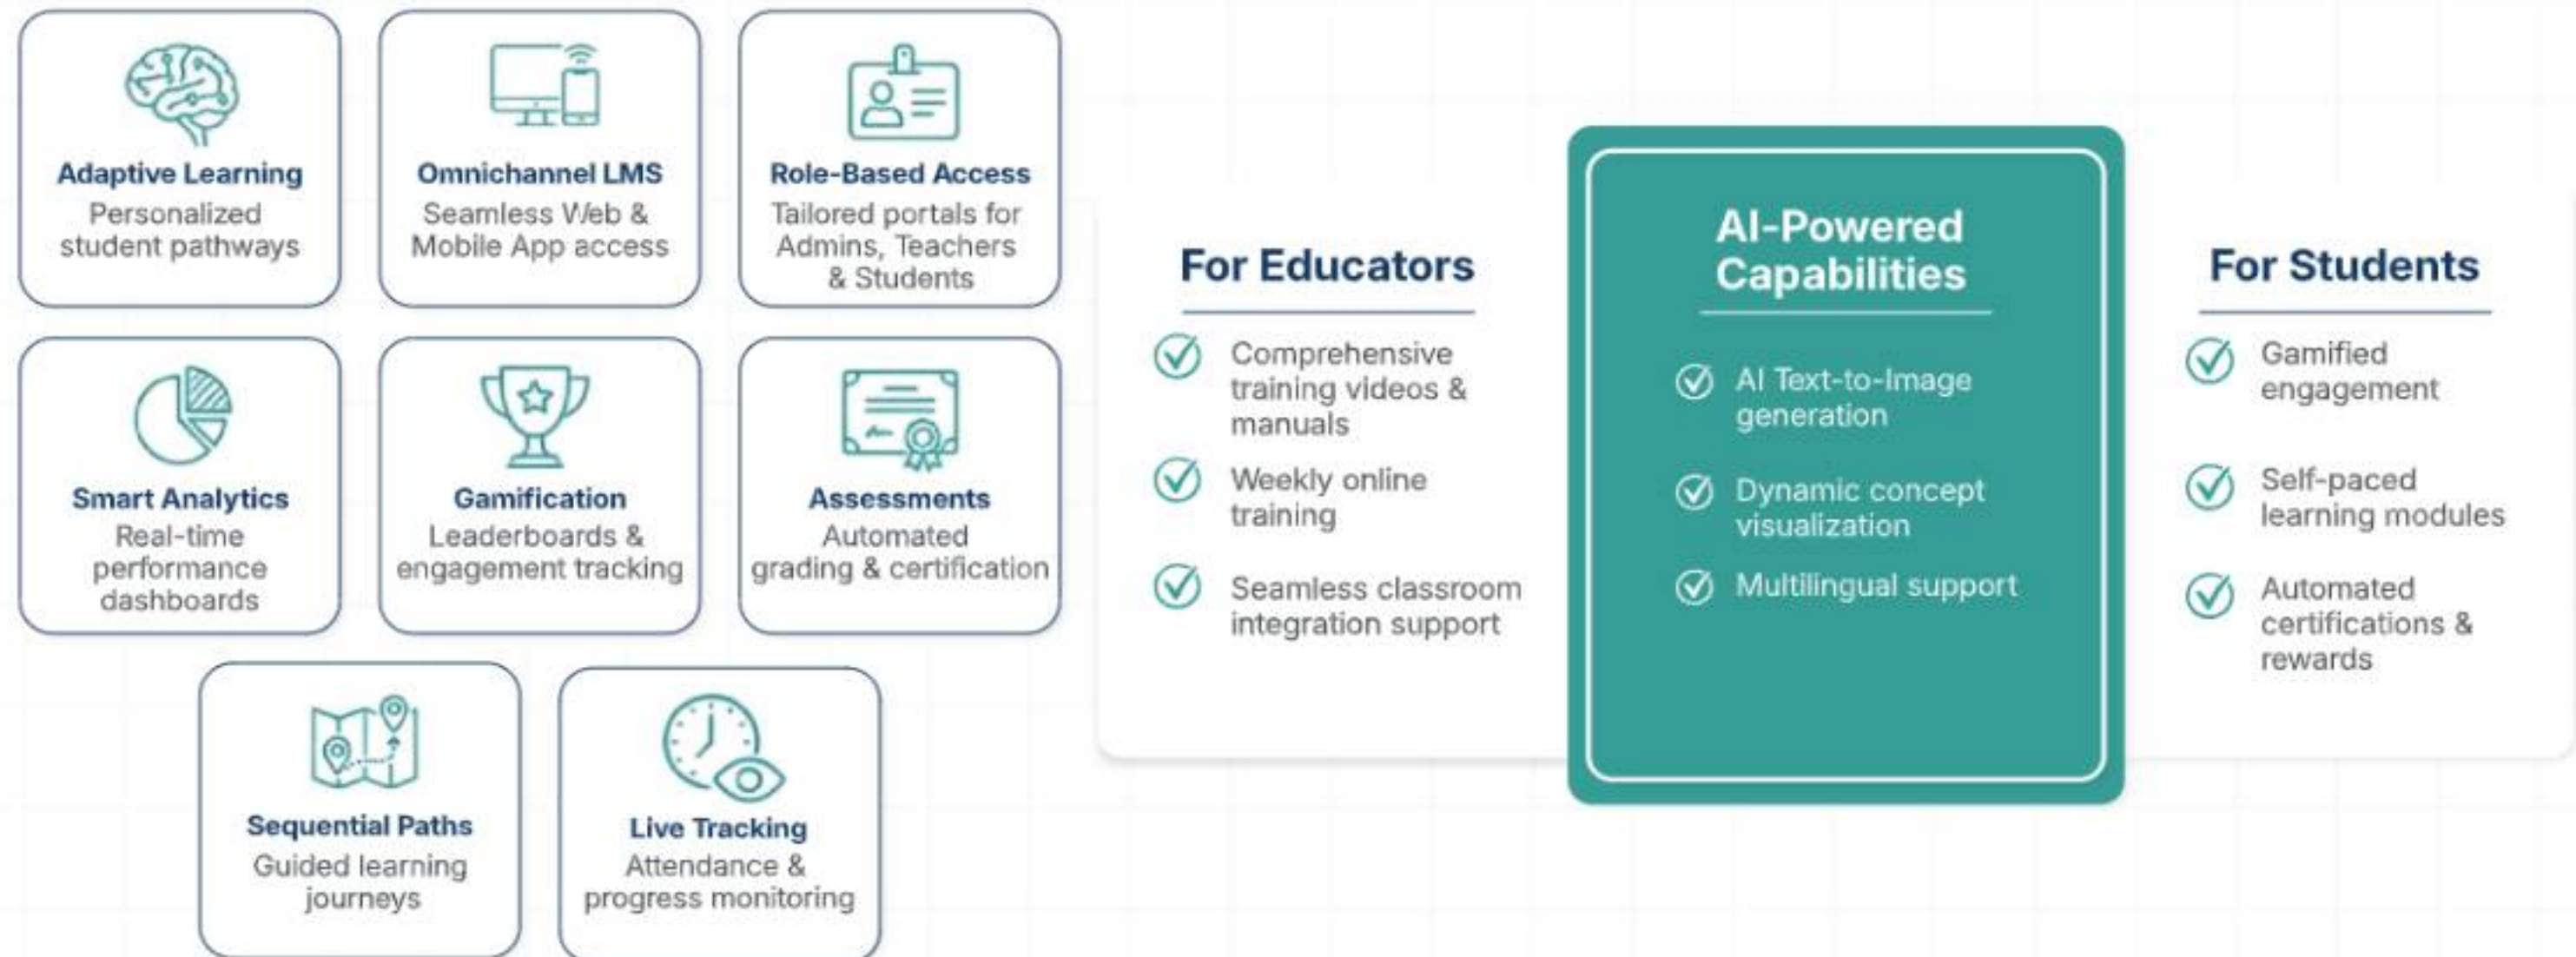 Adaptive Learning
Personalized
student pathways
Omnichannel LMS
Seamless Web &
Mobile App access
Role-Based Access
Tailored portals for
Admins, Teachers
& Students
Smart Analytics
Real-time
performance
dashboards
Gamification
Leaderboards &
engagement tracking
Assessments
Automated
grading & certification
Sequential Paths
Guided learning
journeys
Live Tracking
Attendance &
progress monitoring
For Educators
Comprehensive
training videos &
manuals
Weekly online
training
Seamless classroom
integration support
AI-Powered
Capabilities
AI Text-to-Image
generation
Dynamic concept
visualization
Multilingual support
For Students
Gamified
engagement
Self-paced
learning modules
Automated
certifications &
rewards